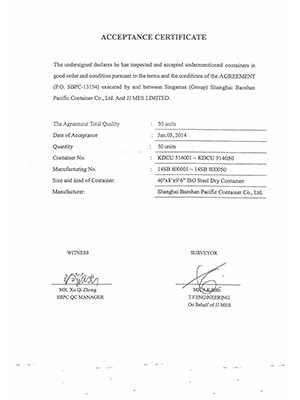 ACCEPTANCE CERTIFICATE
The undersigned declares he has inspected and accepted undermentioned containers in
good order and condition pursuant to the terms and the conditions of the AGREEMENT
(P.O. SBPC-13154) executed by and between Singamas (Group) Shanghai Baoshan
Pacific Container Co., Ltd. And JJ MES LIMITED.
The Agreement Total Quality : 50 units
Date of Acceptance : Jan.05, 2014
Quantity : 50 units
Container No. : KDCU 514001 ~ KDCU 514050
Manufacturing No. : 14SB 800001 ~ 14SB 800050
Size and kind of Container: : 40'x8'x9'6" ISO Steel Dry Container
Manufacturer: : Shanghai Baoshan Pacific Container Co., Ltd.
WITNESS SURVEYOR
MR. Xu Qi Zhong MR.
SBPC QC MANAGER T.P.ENGINEERING
On Behalf of JJ MES